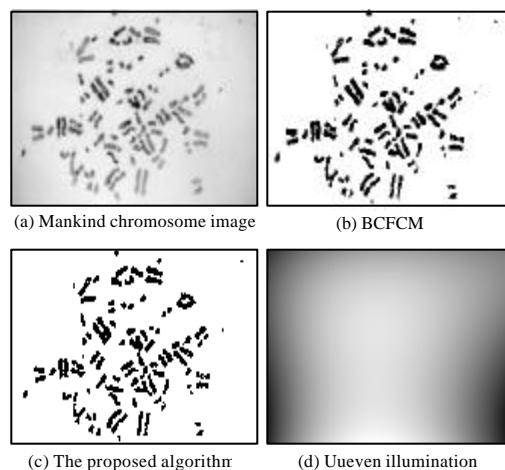 (a) Mankind chromosome image
(b) BCFCM
(c) The proposed algorithm
(d) Uueven illumination